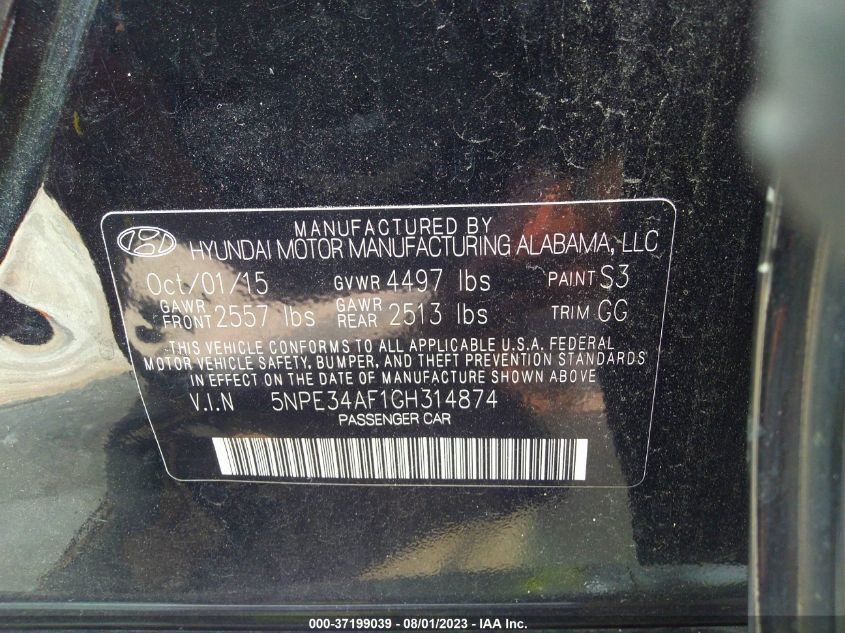 MANUFACTURED BY
HYUNDAI MOTOR MANUFACTURING ALABAMA, LLC
Oct/01/15 GVWR 4497 lbs PAINT S3
GAWR FRONT 2557 lbs GAWR REAR 2513 lbs TRIM GG
THIS VEHICLE CONFORMS TO ALL APPLICABLE U.S.A. FEDERAL
MOTOR VEHICLE SAFETY, BUMPER, AND THEFT PREVENTION STANDARDS
IN EFFECT ON THE DATE OF MANUFACTURE SHOWN ABOVE
V.I.N 5NPE34AF1GH314874
PASSENGER CAR
000-37199039 - 08/01/2023 - IAA Inc.